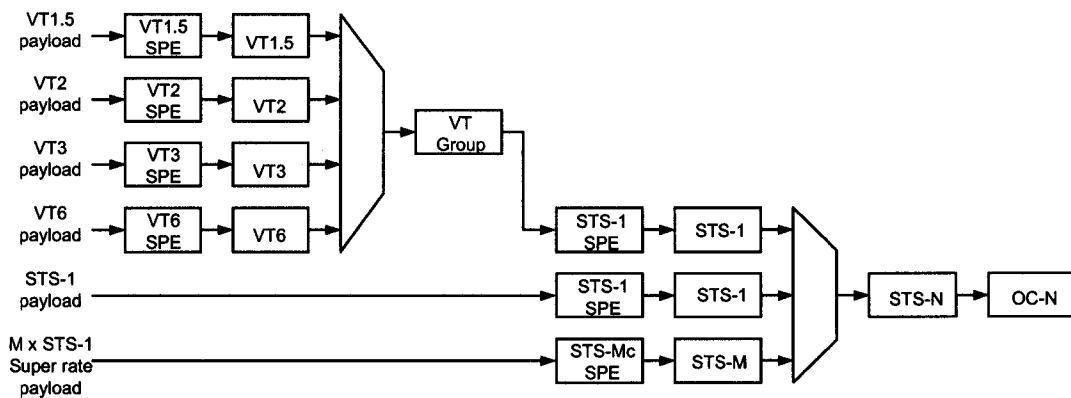 VT1.5
payload
VT1.5
SPE
VT1.5
VT2
payload
VT2
SPE
VT2
VT
Group
VT3
payload
VT3
SPE
VT3
VT6
payload
VT6
SPE
VT6
STS-1
SPE
STS-1
STS-1
payload
STS-1
SPE
STS-1
STS-N
OC-N
M x STS-1
Super rate
payload
STS-Mc
SPE
STS-M